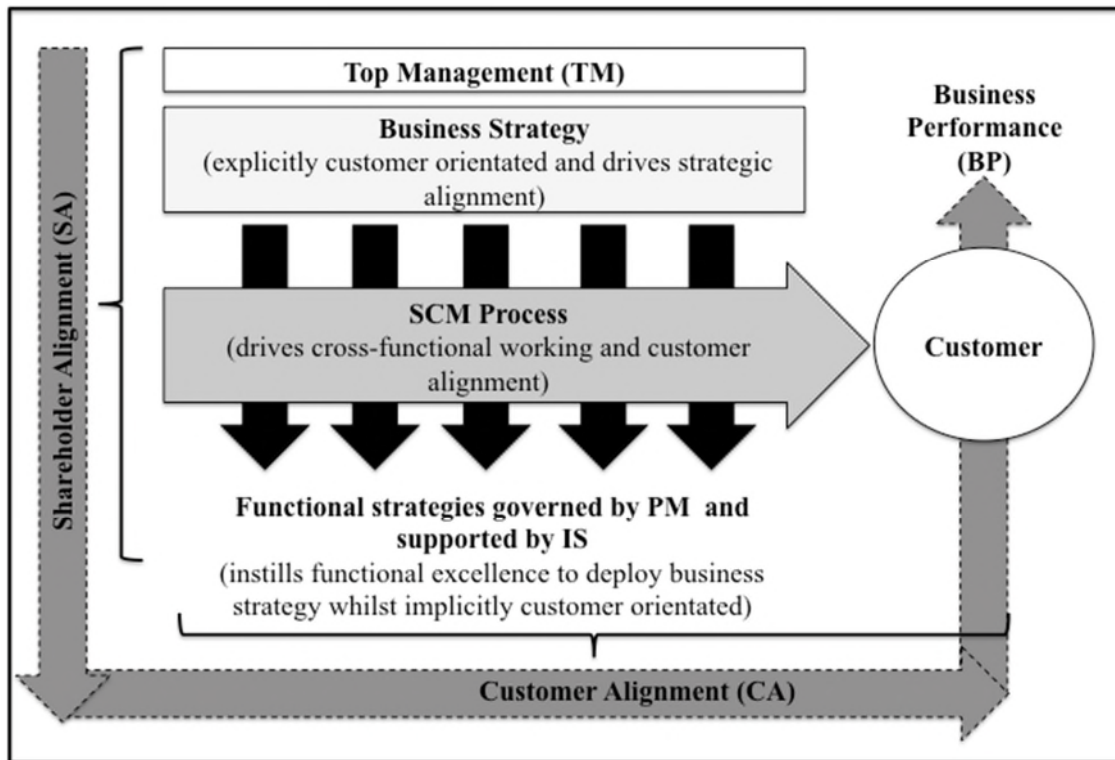 Top Management (TM)
Business Strategy
(explicitly customer orientated and drives strategic
alignment)
Business
Performance
(BP)
Shareholder Alignment (SA)
SCM Process
(drives cross-functional working and customer
alignment)
Customer
Functional strategies governed by PM and
supported by IS
(instills functional excellence to deploy business
strategy whilst implicitly customer orientated)
Customer Alignment (CA)